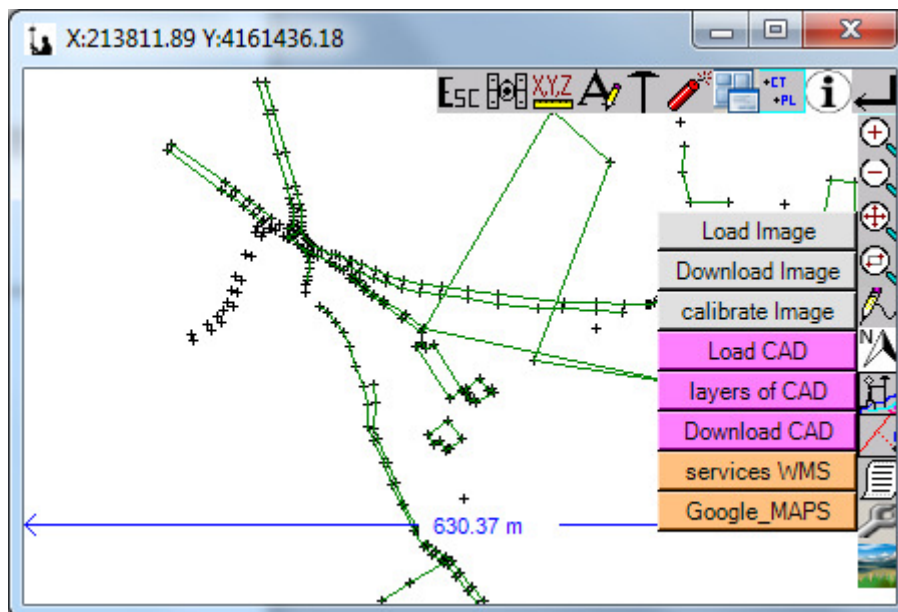 X:213811.89 Y:4161436.18
Esc X,Y,Z A T +CT +PL i
Load Image
Download Image
calibrate Image
Load CAD
N
layers of CAD
Download CAD
services WMS
Google_MAPS
630.37 m